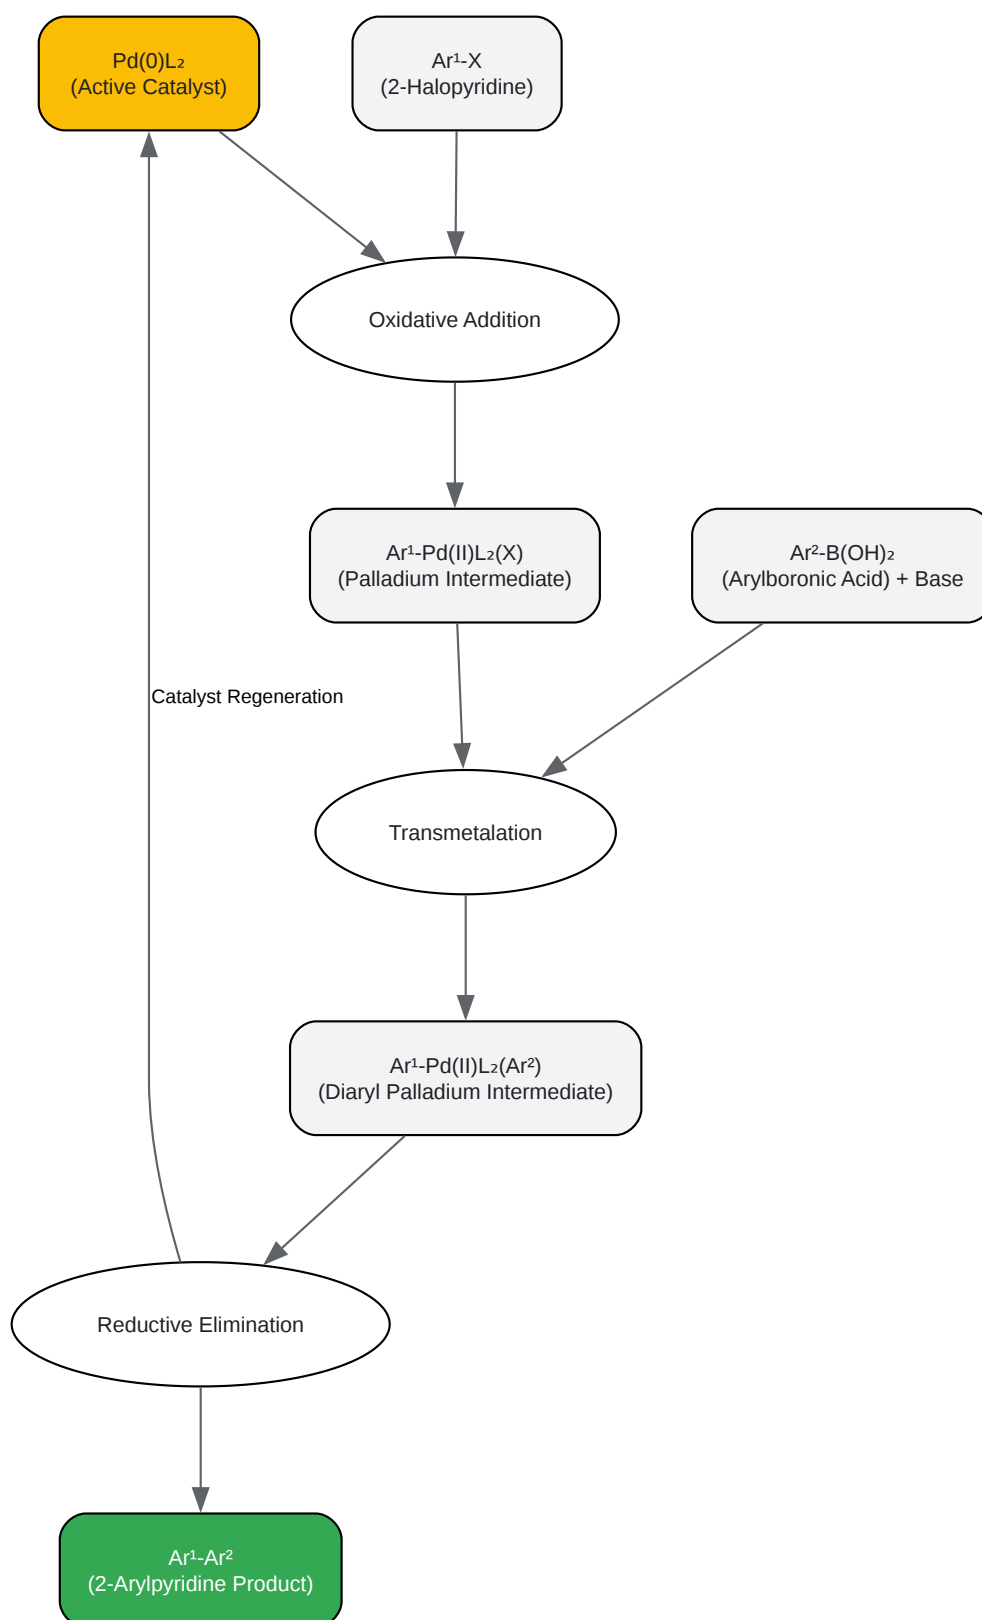 Pd(0)L₂
(Active Catalyst)
Ar¹-X
(2-Halopyridine)
Oxidative Addition
Ar¹-Pd(II)L₂(X)
(Palladium Intermediate)
Ar²-B(OH)₂
(Arylboronic Acid) + Base
Catalyst Regeneration
Transmetalation
Ar¹-Pd(II)L₂(Ar²)
(Diaryl Palladium Intermediate)
Reductive Elimination
Ar¹-Ar²
(2-Arylpyridine Product)